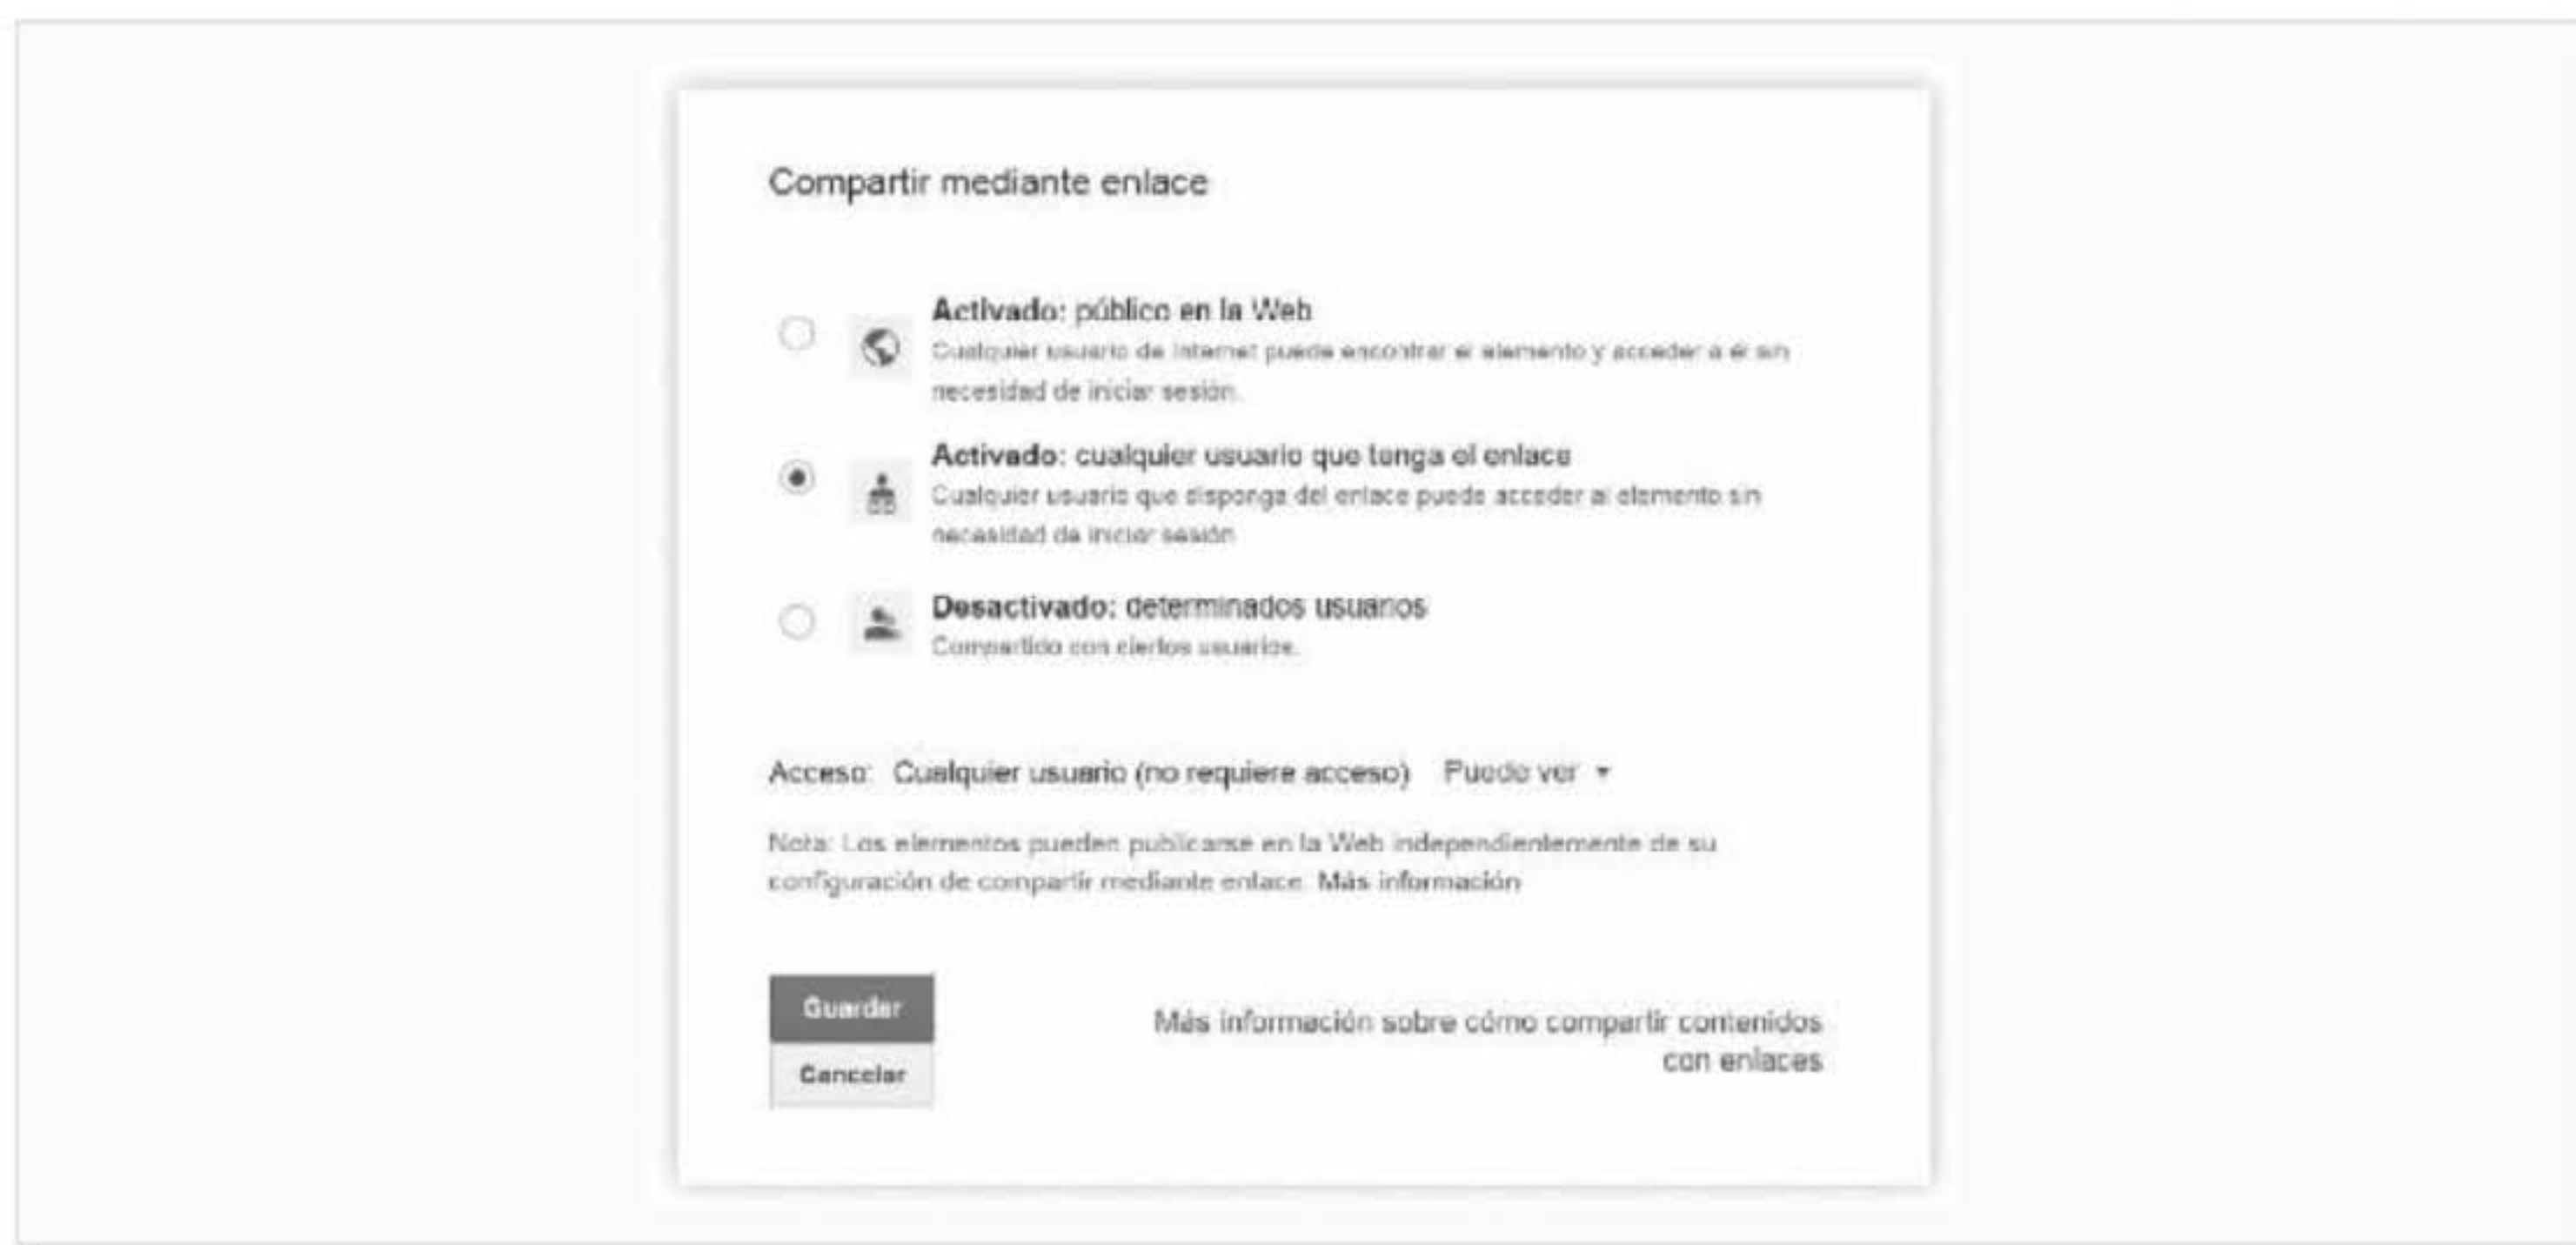 Compartir mediante enlace
Activado: público en la Web
Cualquier usuario de Internet puede encontrar el elemento y acceder a él sin
necesidad de iniciar sesión.
Activado: cualquier usuario que tenga el enlace
Cualquier usuario que disponga del enlace puede acceder al elemento sin
necesidad de iniciar sesión
Desactivado: determinados usuarios
Compartido con ciertos usuarios.
Acceso: Cualquier usuario (no requiere acceso) Puede ver
Nota: Los elementos pueden publicarse en la Web independientemente de su
configuración de compartir mediante enlace. Más información
Guardar
Más información sobre cómo compartir contenidos
con enlaces
Cancelar